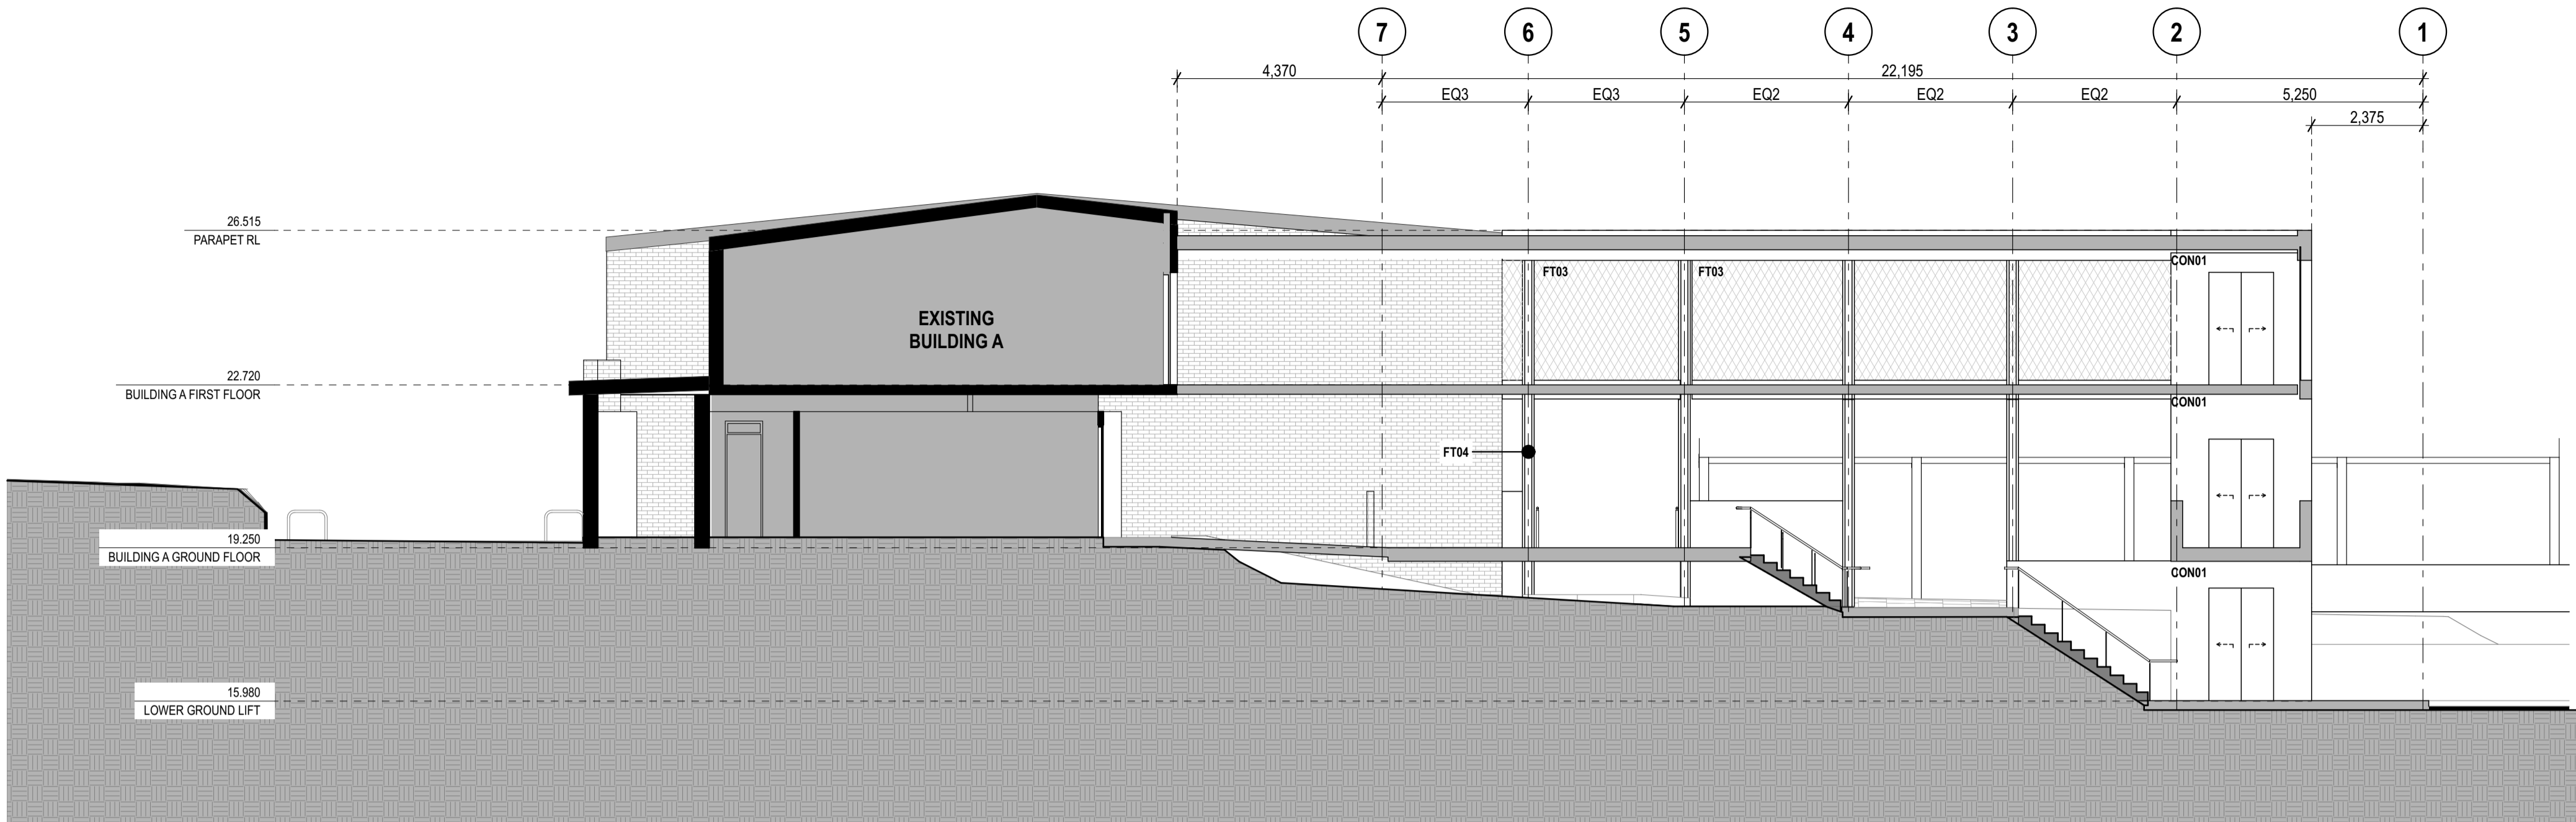 7 6 5 4 3 2 1
4,370 22,195
EQ3 EQ3 EQ2 EQ2 EQ2 5,250
2,375
26.515
PARAPET RL
FT03 FT03 CON01
EXISTING
BUILDING A
22.720
BUILDING A FIRST FLOOR
CON01
FT04
19.250
BUILDING A GROUND FLOOR
CON01
15.980
LOWER GROUND LIFT